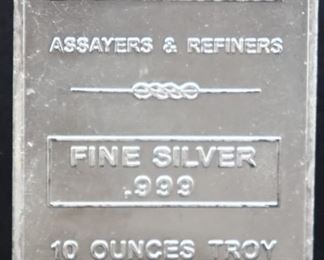 ASSAYERS & REFINERS
FINE SILVER
.999
10 OUNCES TROY